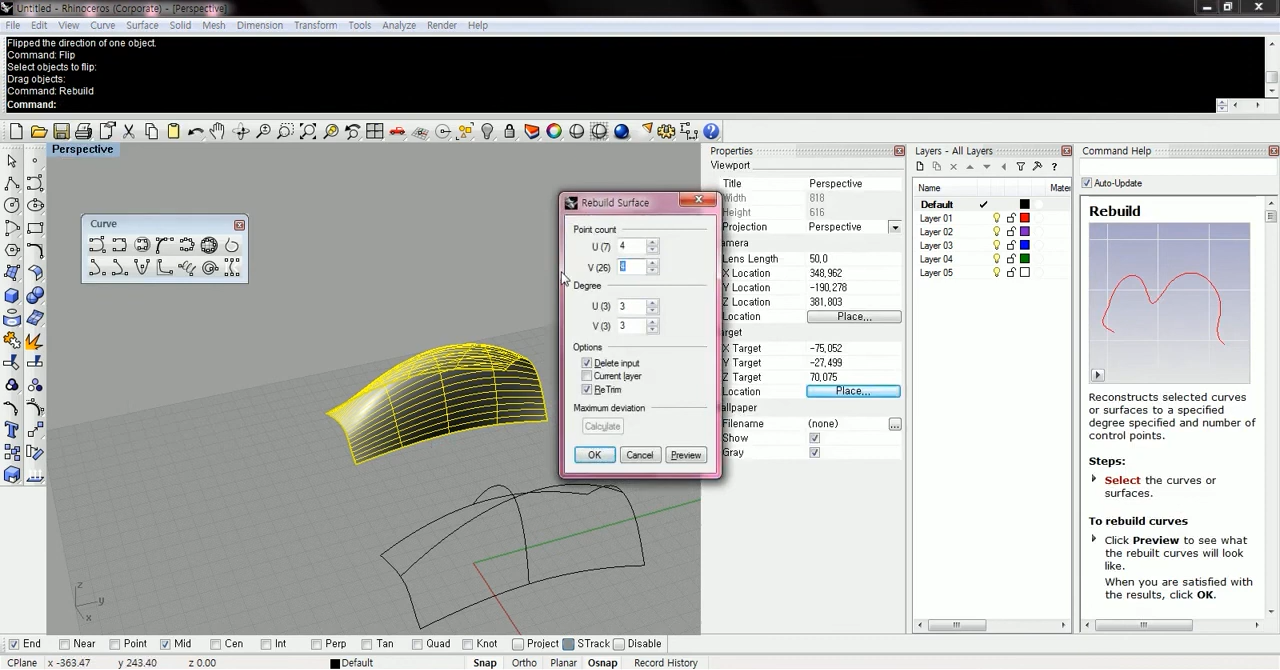 Untitled - Rhinoceros (Corporate) - [Perspective]
File Edit View Curve Surface Solid Mesh Dimension Transform Tools Analyze Render Help
Flipped the direction of one object.
Command: Flip
Select objects to flip:
Drag objects:
Command: Rebuild
Command:
Perspective
Curve
z
y
x
Rebuild Surface
Point count
U (7) 4
V (26) 4
Degree
U (3) 3
V (3) 3
Options
Delete input
Current layer
ReTrim
Maximum deviation
Calculate
OK Cancel Preview
Properties
Viewport
Title Perspective
Width 818
Height 616
Projection Perspective
amera
Lens Length 50,0
X Location 348,962
Y Location -190,278
Z Location 381,803
Location Place...
arget
X Target -75,052
Y Target -27,499
Z Target 70,075
Location Place...
allpaper
Filename (none) ...
Show
Gray
Layers - All Layers
Name Mater
Default
Layer 01
Layer 02
Layer 03
Layer 04
Layer 05
Command Help
Auto-Update
Rebuild
Reconstructs selected curves
or surfaces to a specified
degree specified and number of
control points.
Steps:
Select the curves or
surfaces.
To rebuild curves
Click Preview to see what
the rebuilt curves will look
like.
When you are satisfied with
the results, click OK.
End Near Point Mid Cen Int Perp Tan Quad Knot Project STrack Disable
CPlane x -363.47 y 243.40 z 0.00 Default Snap Ortho Planar Osnap Record History